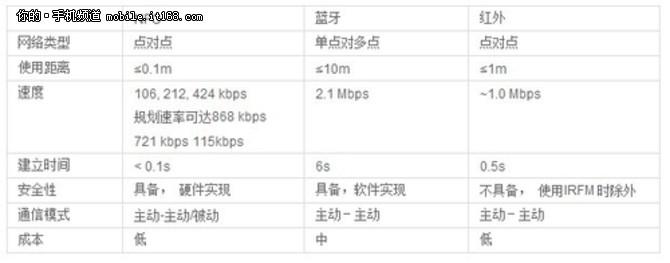 你的·手机频道 mobile.it168.com
蓝牙 红外
网络类型 点对点 单点对多点 点对点
使用距离 ≤0.1m ≤10m ≤1m
速度 106, 212, 424 kbps 2.1 Mbps ~1.0 Mbps
规划速率可达868 kbps
721 kbps 115kbps
建立时间 < 0.1s 6s 0.5s
安全性 具备， 硬件实现 具备，软件实现 不具备， 使用IRFM 时除外
通信模式 主动-主动/被动 主动 – 主动 主动 – 主动
成本 低 中 低